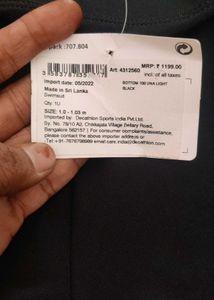 park :707.804
Art: 4312560
MRP: ₹ 1199.00
incl. of all taxes
BOTTOM 100 UNA LIGHT
BLACK
Import date: 05/2022
Made in Sri Lanka
Swimsuit
Qty: 1U
SIZE: 1,0 - 1,03 m
Imported by : Decathlon Sports India Pvt Ltd.
Sy. No. 78/10 A2, Chikkajala Village Bellary Road,
Bangalore 562157 | For consumer complaints/assistance,
please contact the above importer address or
Tel: +91-7676798989 email care.india@decathlon.com